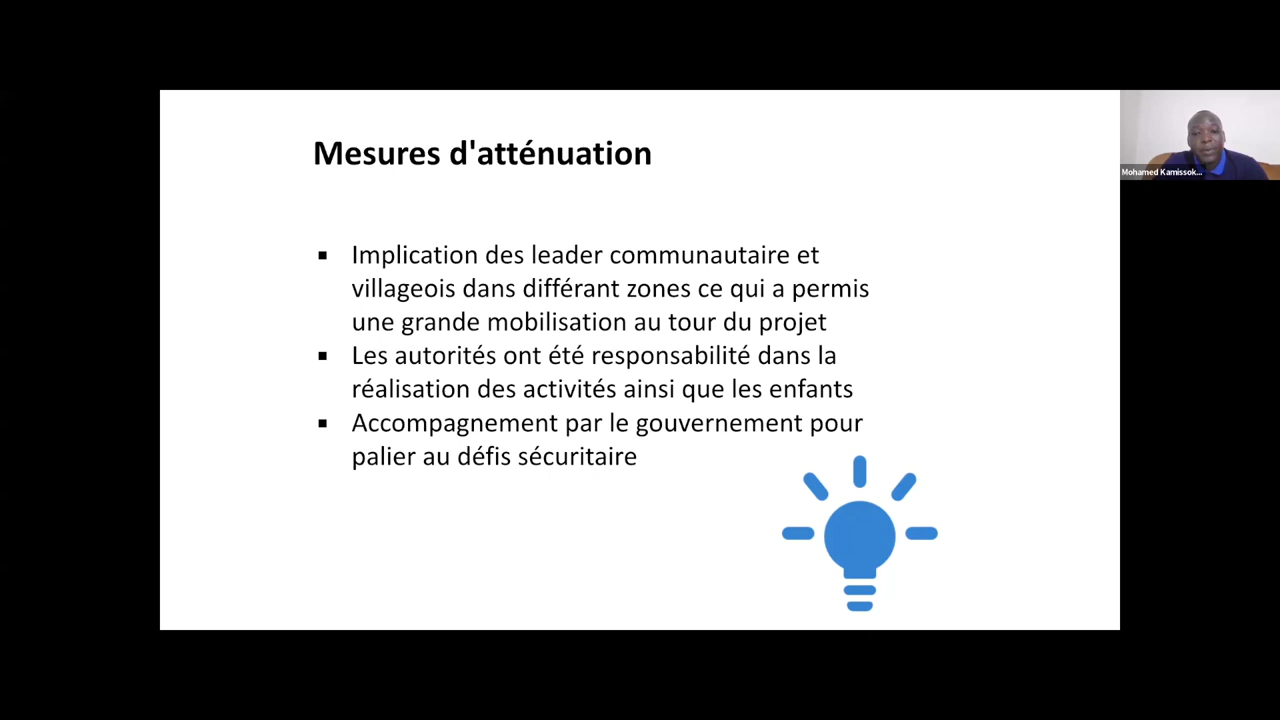 Mesures d'atténuation
Implication des leader communautaire et
villageois dans différant zones ce qui a permis
une grande mobilisation au tour du projet
Les autorités ont été responsabilité dans la
réalisation des activités ainsi que les enfants
Accompagnement par le gouvernement pour
palier au défis sécuritaire
Mohamed Kamissok...